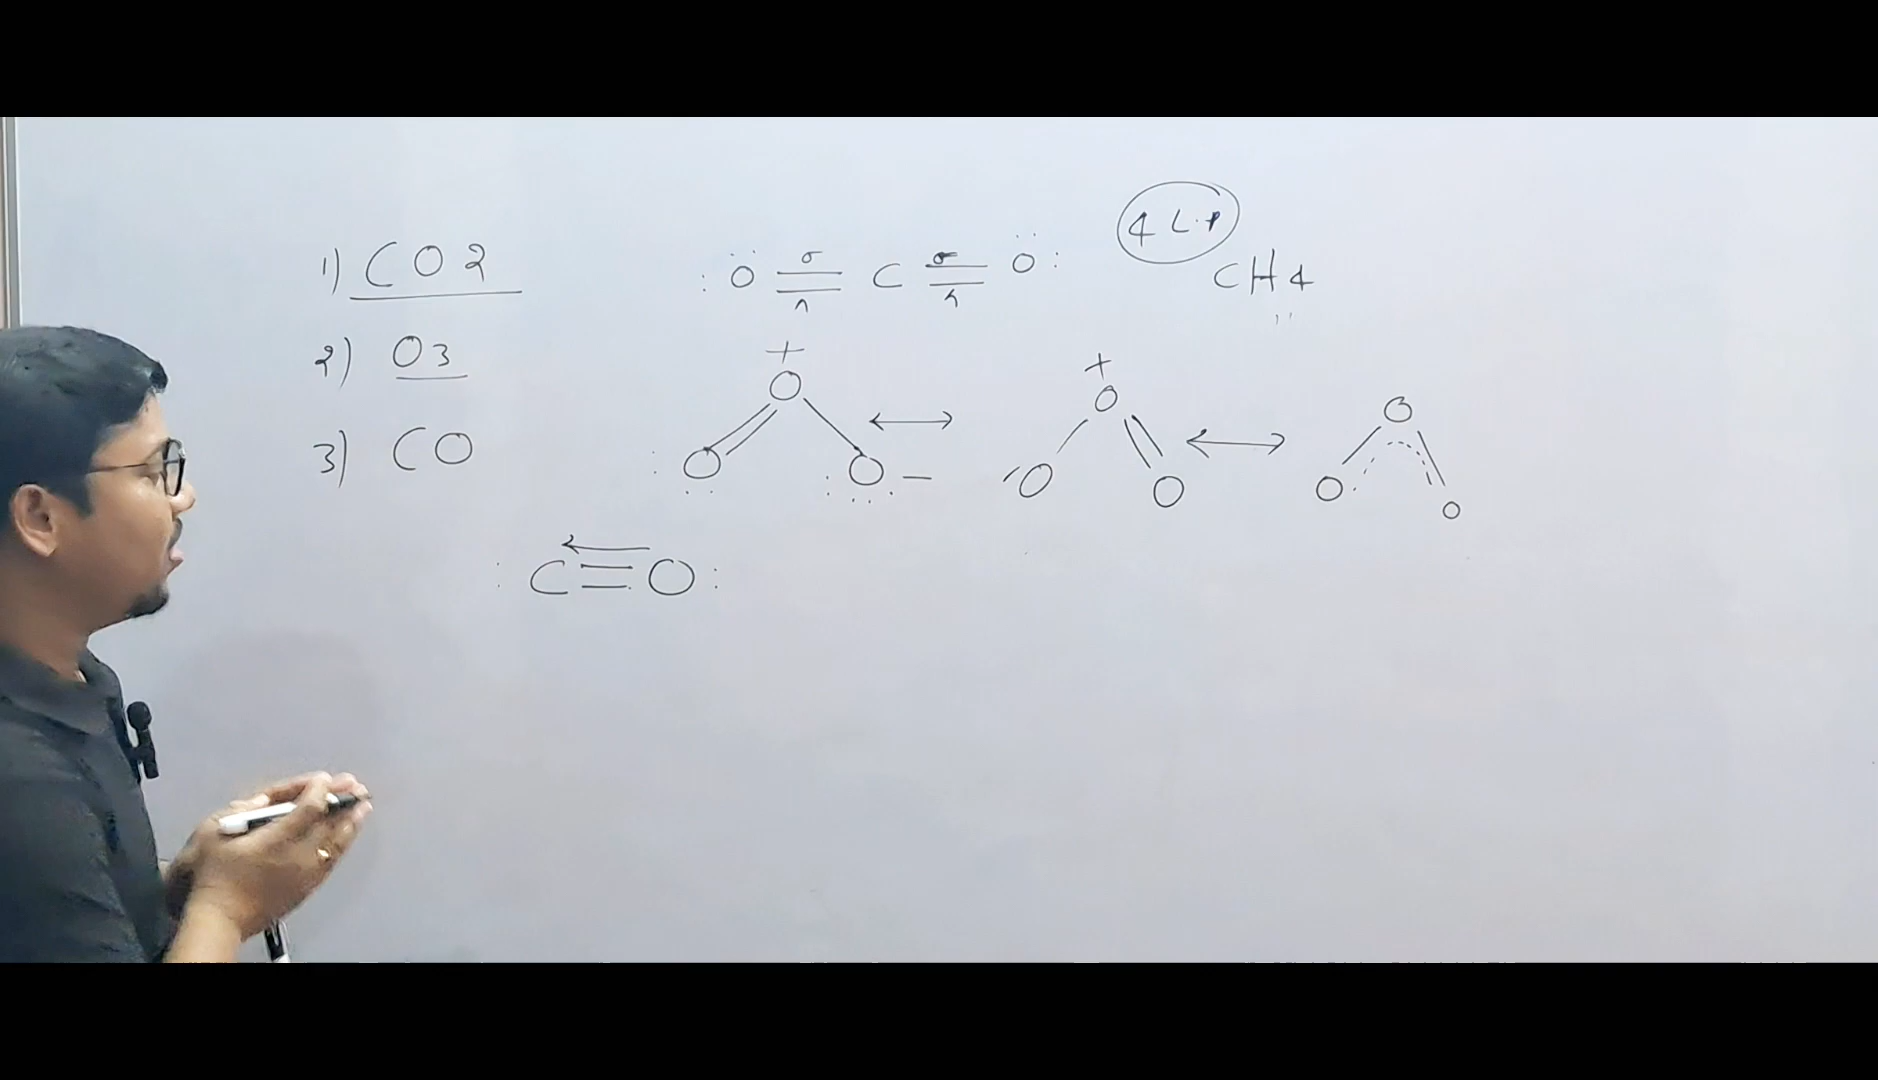 1) CO2
:Ö = C = Ö:
σ σ
π π
4 L.P
CH4
2) O3
+
O
O O -
↔
+
O
-O O
↔
O
O O
3) CO
:C≡O: